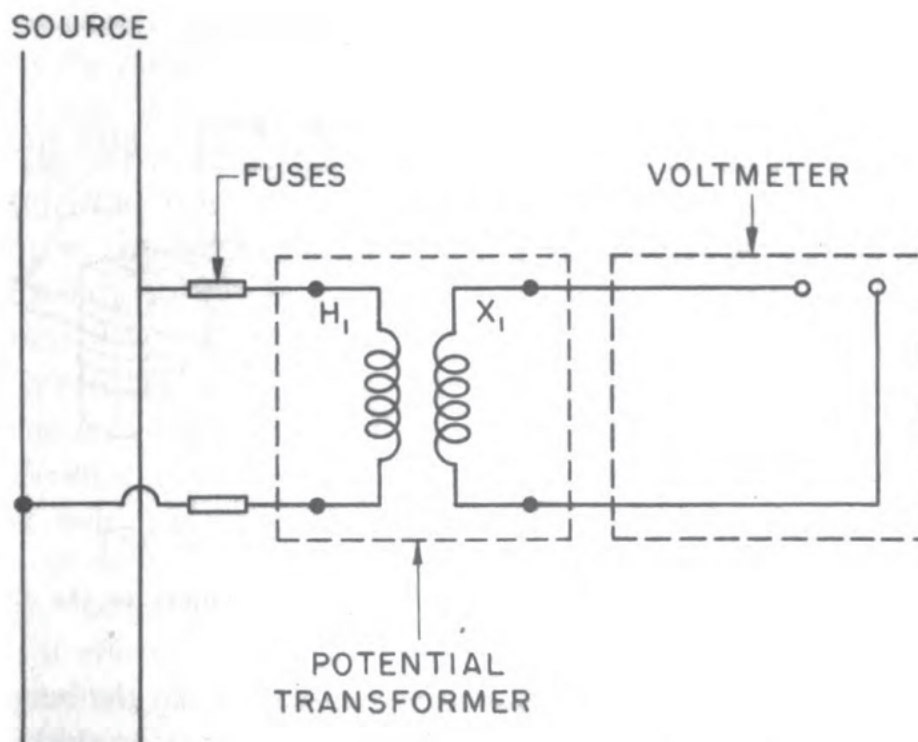 SOURCE
FUSES
VOLTMETER
H1
X1
POTENTIAL
TRANSFORMER